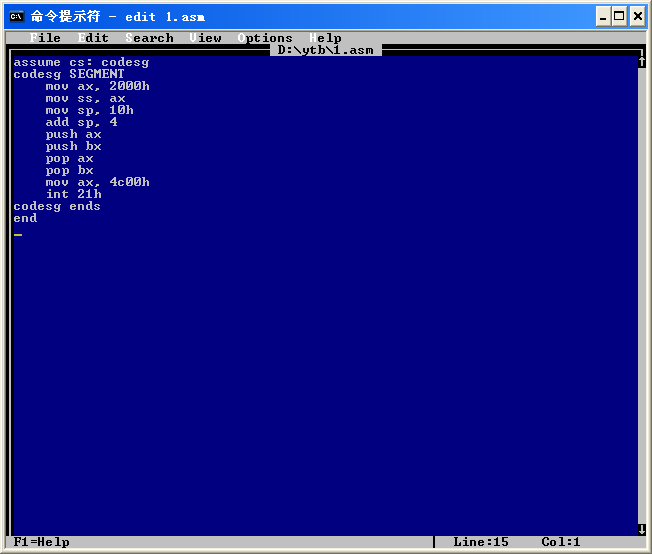 命令提示符 - edit 1.asm
File Edit Search View Options Help
D:\ytb\1.asm
assume cs: codesg
codesg SEGMENT
mov ax, 2000h
mov ss, ax
mov sp, 10h
add sp, 4
push ax
push bx
pop ax
pop bx
mov ax, 4c00h
int 21h
codesg ends
end
F1=Help Line:15 Col:1